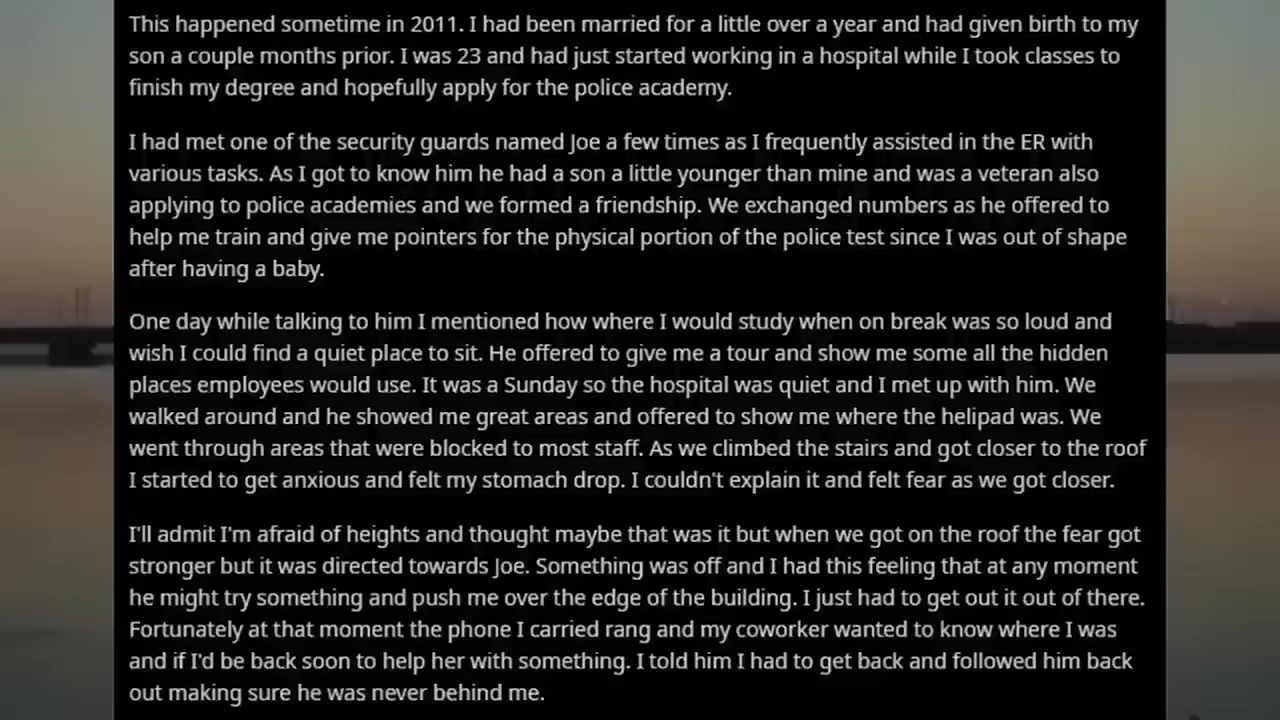 This happened sometime in 2011. I had been married for a little over a year and had given birth to my
son a couple months prior. I was 23 and had just started working in a hospital while I took classes to
finish my degree and hopefully apply for the police academy.
I had met one of the security guards named Joe a few times as I frequently assisted in the ER with
various tasks. As I got to know him he had a son a little younger than mine and was a veteran also
applying to police academies and we formed a friendship. We exchanged numbers as he offered to
help me train and give me pointers for the physical portion of the police test since I was out of shape
after having a baby.
One day while talking to him I mentioned how where I would study when on break was so loud and
wish I could find a quiet place to sit. He offered to give me a tour and show me some all the hidden
places employees would use. It was a Sunday so the hospital was quiet and I met up with him. We
walked around and he showed me great areas and offered to show me where the helipad was. We
went through areas that were blocked to most staff. As we climbed the stairs and got closer to the roof
I started to get anxious and felt my stomach drop. I couldn't explain it and felt fear as we got closer.
I'll admit I'm afraid of heights and thought maybe that was it but when we got on the roof the fear got
stronger but it was directed towards Joe. Something was off and I had this feeling that at any moment
he might try something and push me over the edge of the building. I just had to get out it out of there.
Fortunately at that moment the phone I carried rang and my coworker wanted to know where I was
and if I'd be back soon to help her with something. I told him I had to get back and followed him back
out making sure he was never behind me.